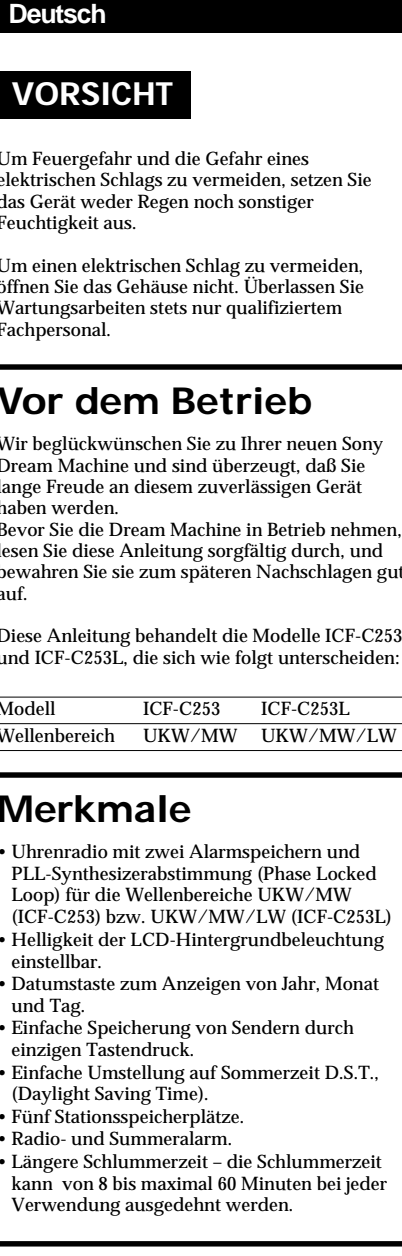 Deutsch
VORSICHT
Um Feuergefahr und die Gefahr eines
elektrischen Schlags zu vermeiden, setzen Sie
das Gerät weder Regen noch sonstiger
Feuchtigkeit aus.
Um einen elektrischen Schlag zu vermeiden,
öffnen Sie das Gehäuse nicht. Überlassen Sie
Wartungsarbeiten stets nur qualifiziertem
Fachpersonal.
Vor dem Betrieb
Wir beglückwünschen Sie zu Ihrer neuen Sony
Dream Machine und sind überzeugt, daß Sie
lange Freude an diesem zuverlässigen Gerät
haben werden.
Bevor Sie die Dream Machine in Betrieb nehmen,
lesen Sie diese Anleitung sorgfältig durch, und
bewahren Sie sie zum späteren Nachschlagen gut
auf.
Diese Anleitung behandelt die Modelle ICF-C253
und ICF-C253L, die sich wie folgt unterscheiden:
Modell ICF-C253 ICF-C253L
Wellenbereich UKW/MW UKW/MW/LW
Merkmale
• Uhrenradio mit zwei Alarmspeichern und
PLL-Synthesizerabstimmung (Phase Locked
Loop) für die Wellenbereiche UKW/MW
(ICF-C253) bzw. UKW/MW/LW (ICF-C253L)
• Helligkeit der LCD-Hintergrundbeleuchtung
einstellbar.
• Datumstaste zum Anzeigen von Jahr, Monat
und Tag.
• Einfache Speicherung von Sendern durch
einzigen Tastendruck.
• Einfache Umstellung auf Sommerzeit D.S.T.,
(Daylight Saving Time).
• Fünf Stationsspeicherplätze.
• Radio- und Summeralarm.
• Längere Schlummerzeit – die Schlummerzeit
kann von 8 bis maximal 60 Minuten bei jeder
Verwendung ausgedehnt werden.